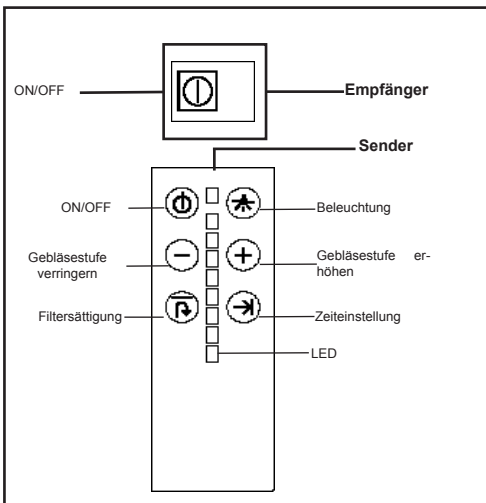 ON/OFF
Empfänger
Sender
ON/OFF
Beleuchtung
Gebläsestufe
verringern
Gebläsestufe er-
höhen
Filtersättigung
Zeiteinstellung
LED